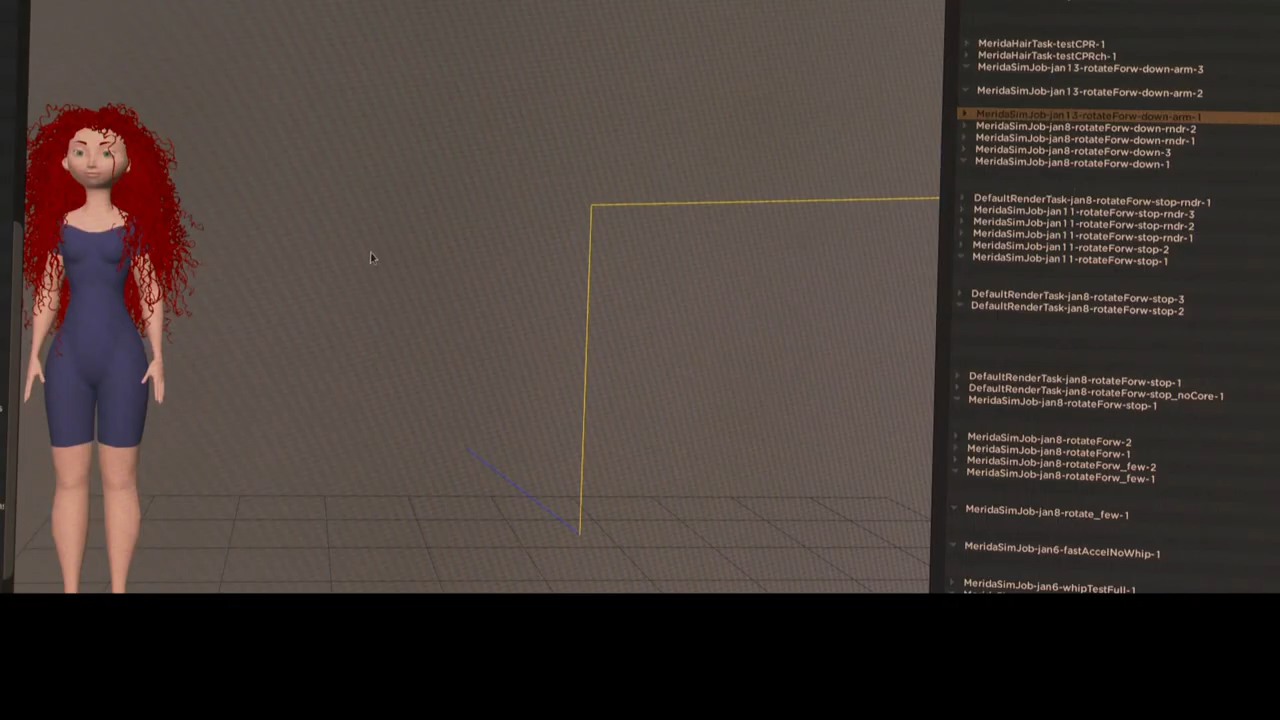 MeridaHairTask-testCPR-1
MeridaHairTask-testCPRch-1
MeridaSimJob-jan13-rotateForw-down-arm-3
MeridaSimJob-jan13-rotateForw-down-arm-2
MeridaSimJob-jan13-rotateForw-down-arm-1
MeridaSimJob-jan8-rotateForw-down-rndr-2
MeridaSimJob-jan8-rotateForw-down-rndr-1
MeridaSimJob-jan8-rotateForw-down-3
MeridaSimJob-jan8-rotateForw-down-1
DefaultRenderTask-jan8-rotateForw-stop-rndr-1
MeridaSimJob-jan11-rotateForw-stop-rndr-3
MeridaSimJob-jan11-rotateForw-stop-rndr-2
MeridaSimJob-jan11-rotateForw-stop-rndr-1
MeridaSimJob-jan11-rotateForw-stop-2
MeridaSimJob-jan11-rotateForw-stop-1
DefaultRenderTask-jan8-rotateForw-stop-3
DefaultRenderTask-jan8-rotateForw-stop-2
DefaultRenderTask-jan8-rotateForw-stop-1
DefaultRenderTask-jan8-rotateForw-stop_noCore-1
MeridaSimJob-jan8-rotateForw-stop-1
MeridaSimJob-jan8-rotateForw-2
MeridaSimJob-jan8-rotateForw-1
MeridaSimJob-jan8-rotateForw_few-2
MeridaSimJob-jan8-rotateForw_few-1
MeridaSimJob-jan8-rotate_few-1
MeridaSimJob-jan6-fastAccelNoWhip-1
MeridaSimJob-jan6-whipTestFull-1